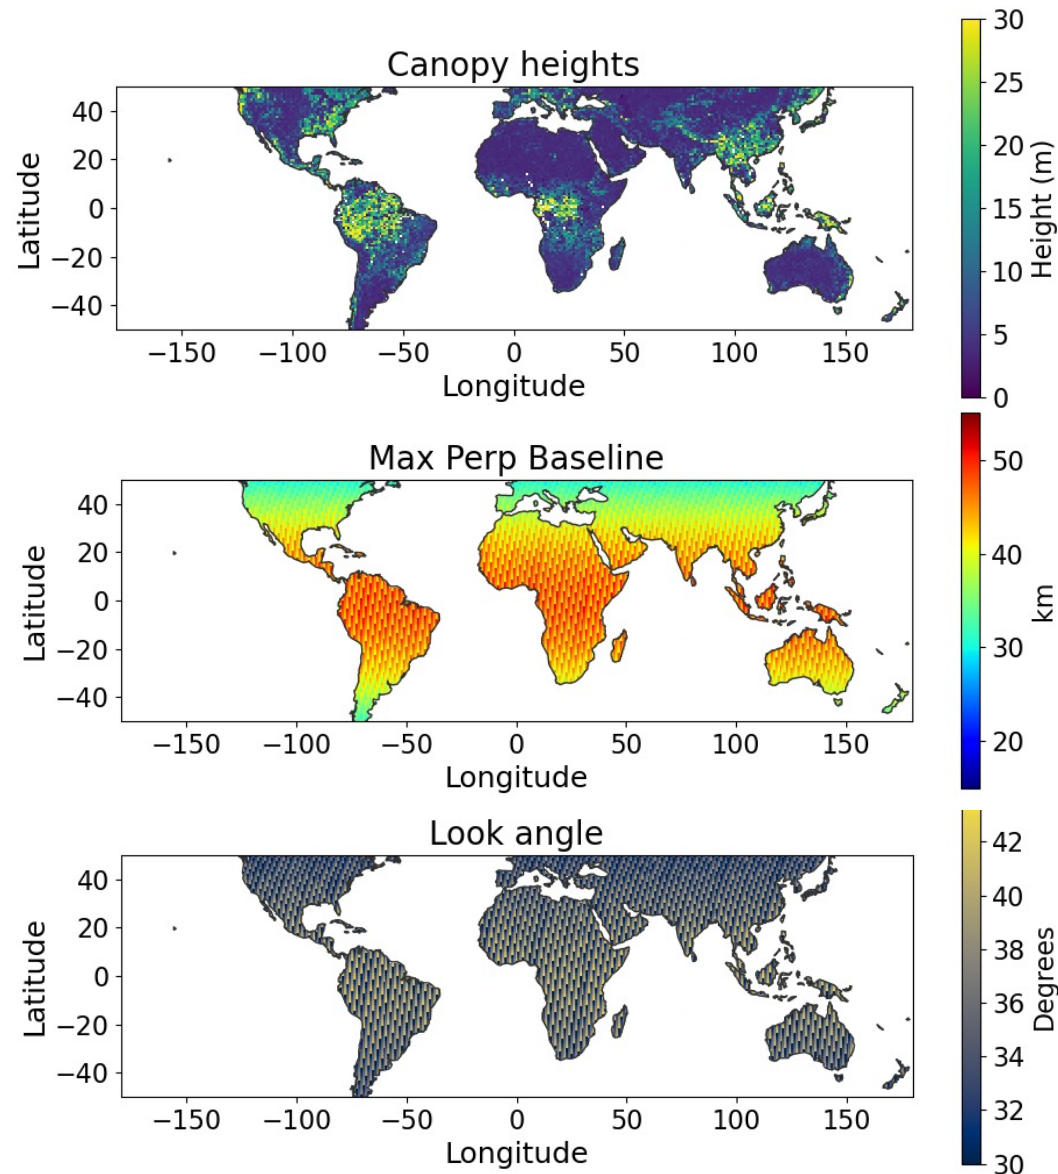 Canopy heights
40
20
0
−20
−40
Latitude
−150 −100 −50 0 50 100 150
Longitude
30
25
20
15
10
5
0
Height (m)
Max Perp Baseline
40
20
0
−20
−40
Latitude
−150 −100 −50 0 50 100 150
Longitude
50
40
30
20
km
Look angle
40
20
0
−20
−40
Latitude
−150 −100 −50 0 50 100 150
Longitude
42
40
38
36
34
32
30
Degrees